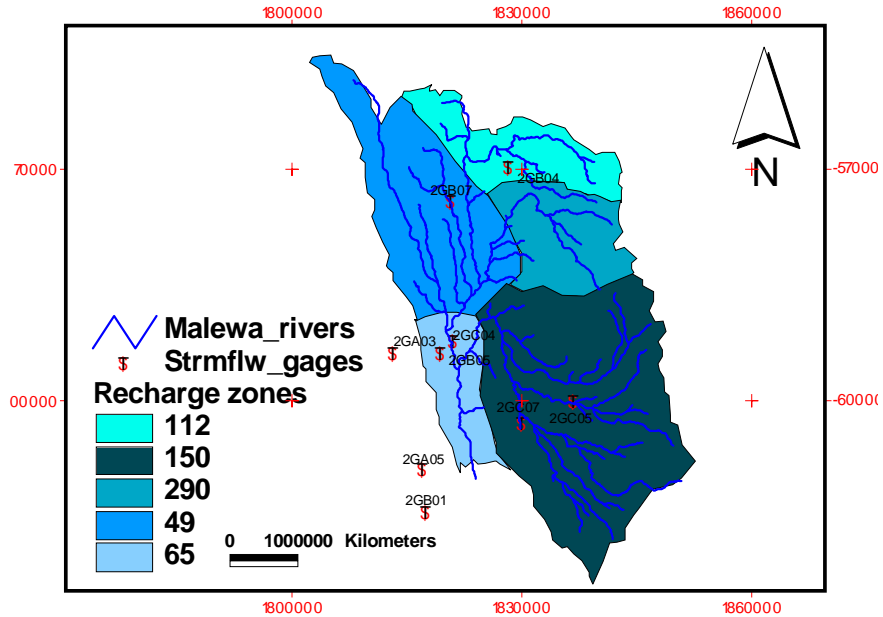 1800000 1830000 1860000
70000 -57000
N
2GB07 2GB04
Malewa_rivers
Strmflw_gages
2GA03 2GC04
2GB05
Recharge zones
00000 -60000
2GC07 2GC05
112
150
290
49
65
2GA05
2GB01
0 1000000 Kilometers
1800000 1830000 1860000